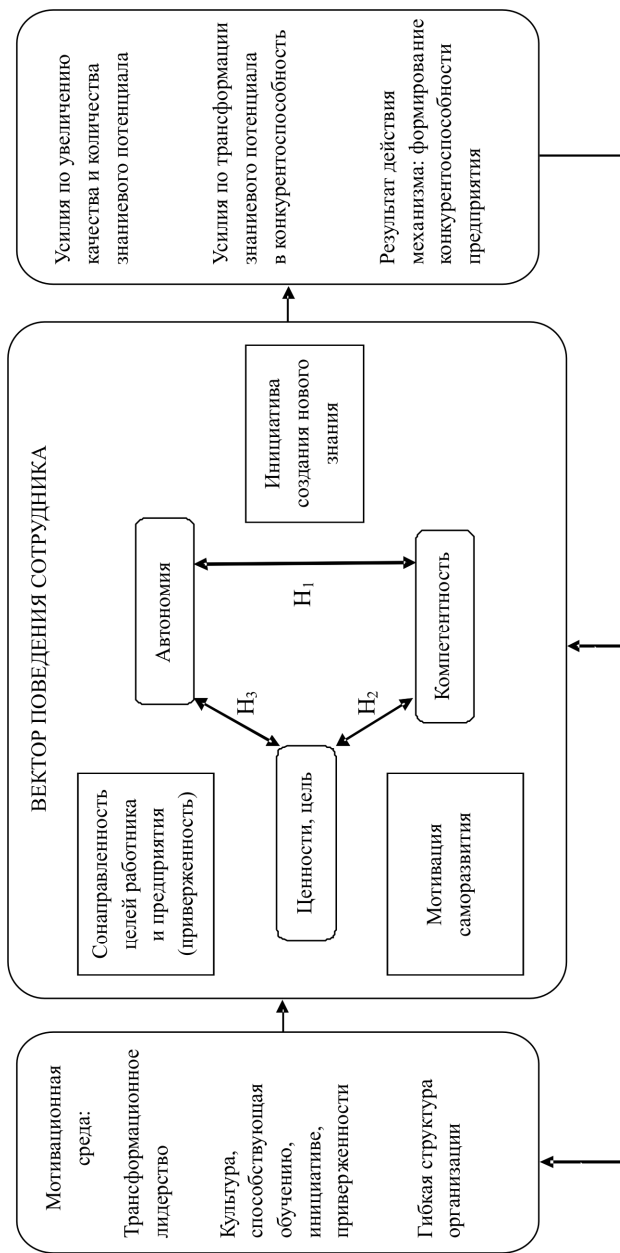 Мотивационная
среда:
Трансформационное
лидерство
Культура,
способствующая
обучению,
инициативе,
приверженности
Гибкая структура
организации
ВЕКТОР ПОВЕДЕНИЯ СОТРУДНИКА
Сонаправленность
целей работника
и предприятия
(приверженность)
Автономия
H₃
Ценности, цель
H₁
H₂
Инициатива
создания нового
знания
Мотивация
саморазвития
Компетентность
Усилия по увеличению
качества и количества
знаниевого потенциала
Усилия по трансформации
знаниевого потенциала
в конкурентоспособность
Результат действия
механизма: формирование
конкурентоспособности
предприятия